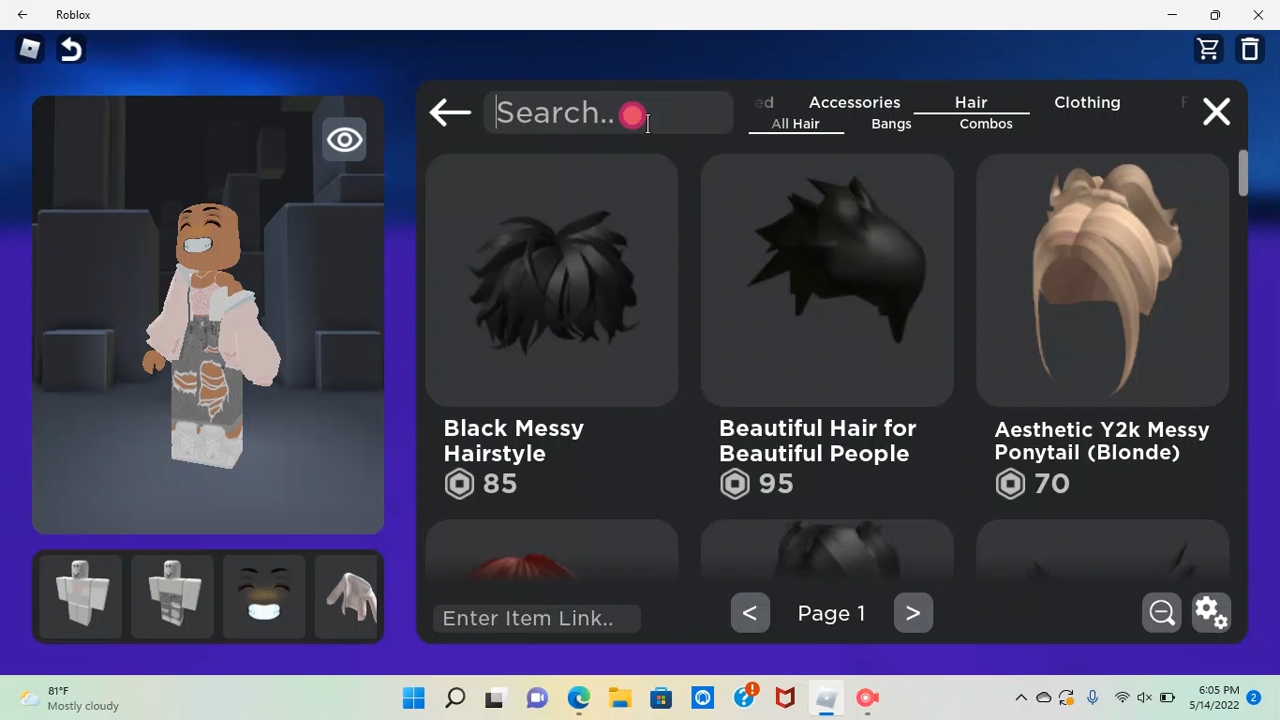 Roblox
Search..
ed Accessories Hair Clothing F
All Hair Bangs Combos
Black Messy
Hairstyle
85
Beautiful Hair for
Beautiful People
95
Aesthetic Y2k Messy
Ponytail (Blonde)
70
Enter Item Link..
< Page 1 >
81°F
Mostly cloudy
6:05 PM
5/14/2022
2